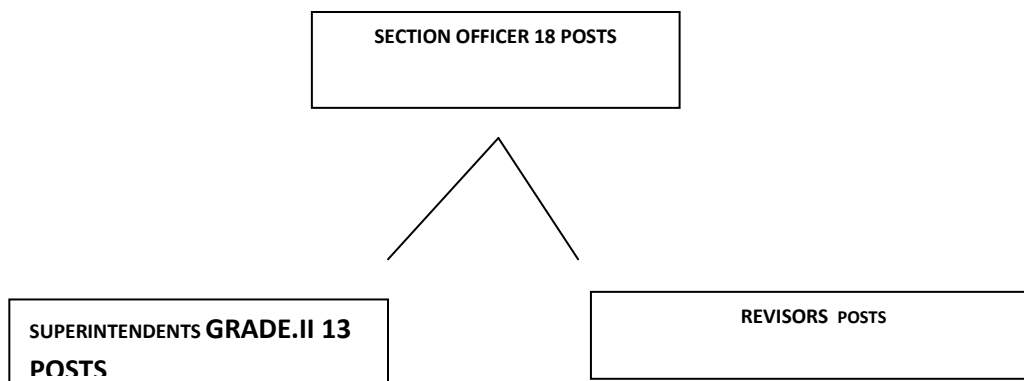 SECTION OFFICER 18 POSTS
SUPERINTENDENTS GRADE.II 13
POSTS
REVISORS POSTS